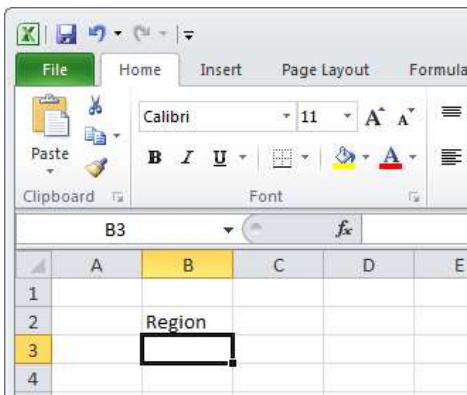 File Home Insert Page Layout Formula
Calibri 11 A A
Paste B I U A
Clipboard Font
B3 fx
A B C D E
1
2 Region
3
4